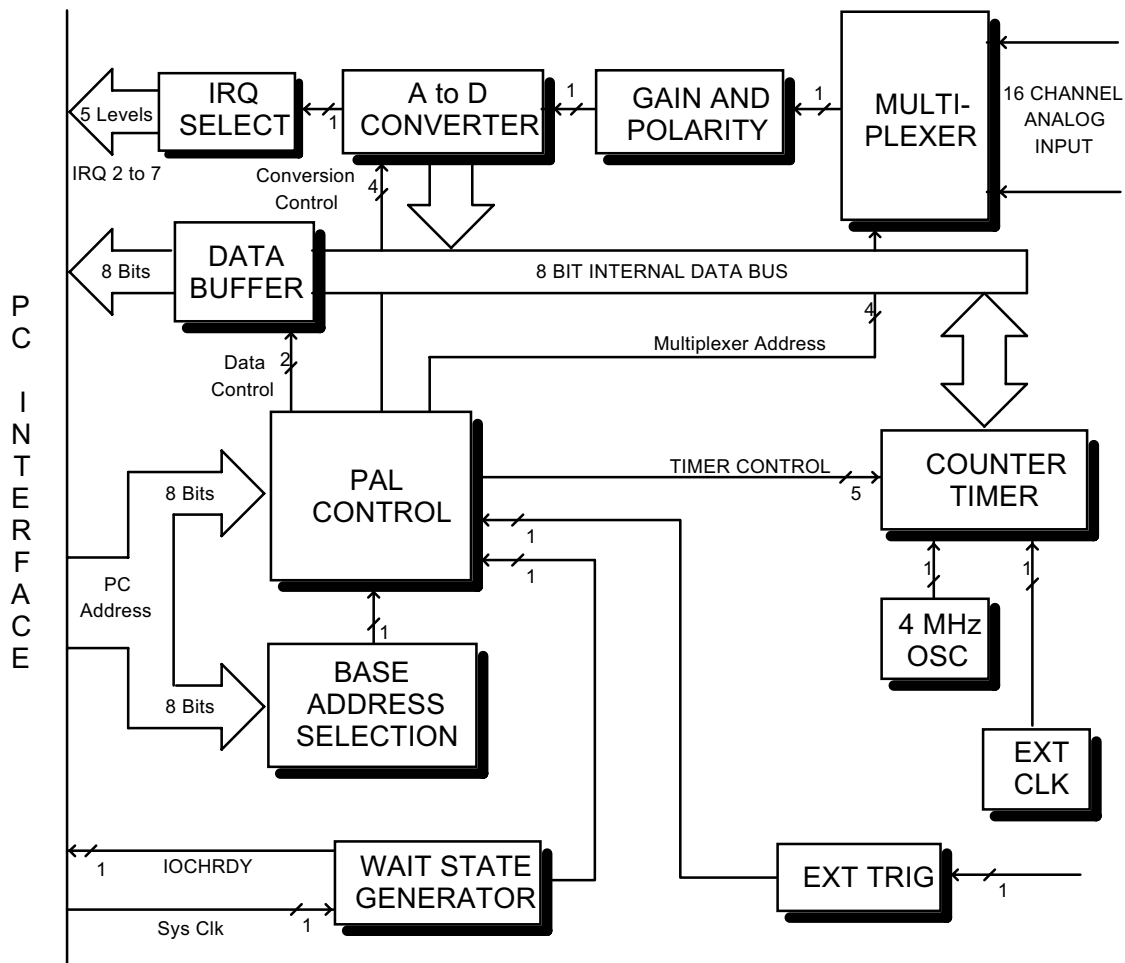 PC INTERFACE
5 Levels
IRQ 2 to 7
IRQ
SELECT
1
A to D
CONVERTER
1
GAIN AND
POLARITY
1
MULTI-
PLEXER
16 CHANNEL
ANALOG
INPUT
Conversion
Control
4
8 Bits
DATA
BUFFER
8 BIT INTERNAL DATA BUS
2
Data
Control
Multiplexer Address
4
8 Bits
PAL
CONTROL
TIMER CONTROL
5
COUNTER
TIMER
1
1
PC
Address
1
1
1
4 MHz
OSC
8 Bits
BASE
ADDRESS
SELECTION
EXT
CLK
1
IOCHRDY
WAIT STATE
GENERATOR
Sys Clk
1
EXT TRIG
1